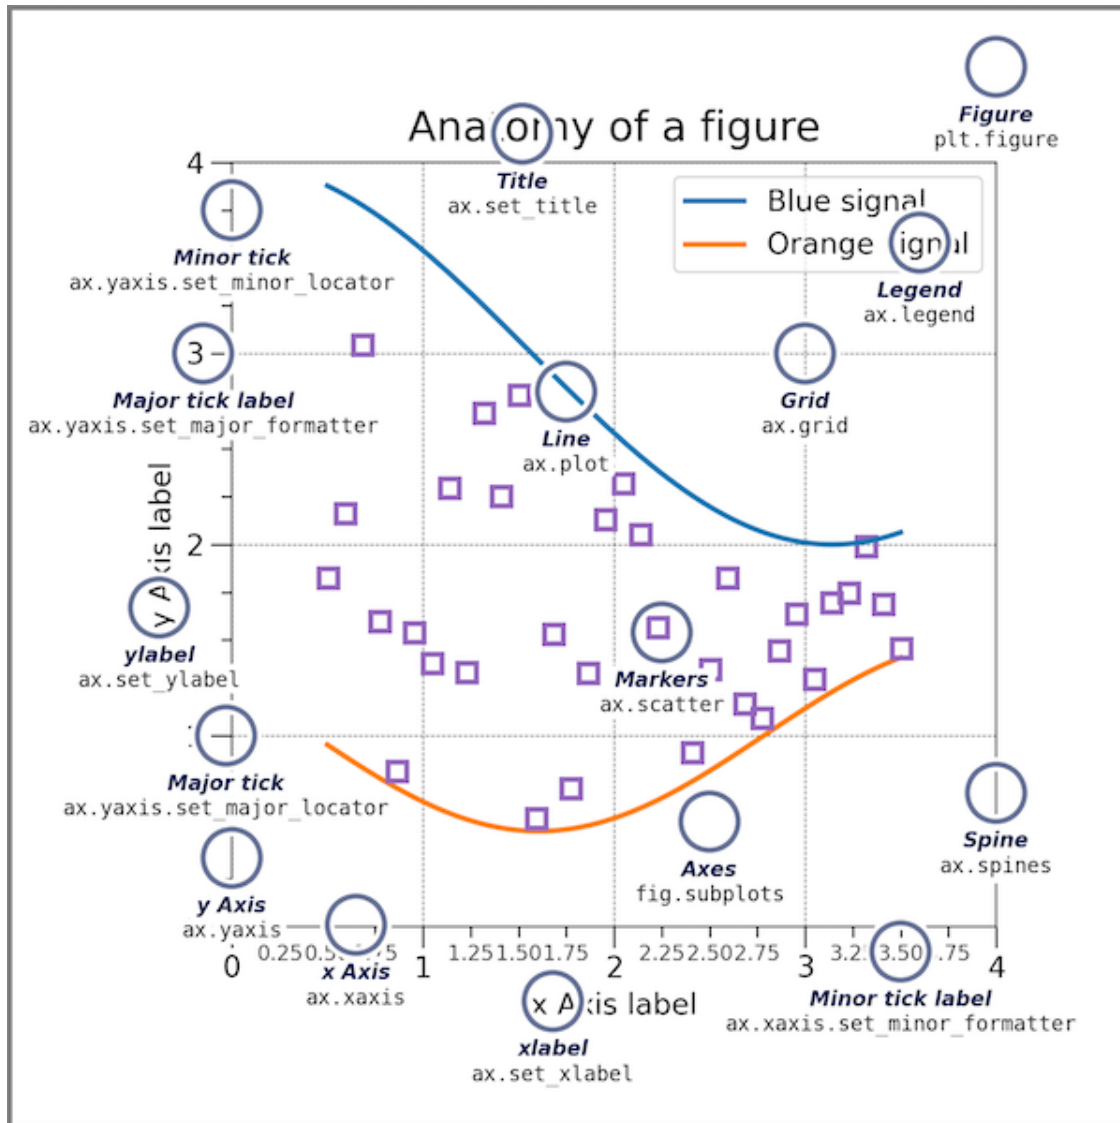 Figure
plt.figure
Anatomy of a figure
Title
ax.set_title
4
Blue signal
Orange signal
Minor tick
ax.yaxis.set_minor_locator
Legend
ax.legend
3
Major tick label
ax.yaxis.set_major_formatter
Grid
ax.grid
Line
ax.plot
y Axis label
2
ylabel
ax.set_ylabel
Markers
ax.scatter
Major tick
ax.yaxis.set_major_locator
Spine
ax.spines
Axes
fig.subplots
y Axis
ax.yaxis
0.25 1.25 1.50 1.75 2.25 2.50 2.75 3.50
0 1 2 3 4
x Axis
ax.xaxis
Minor tick label
ax.xaxis.set_minor_formatter
x Axis label
xlabel
ax.set_xlabel